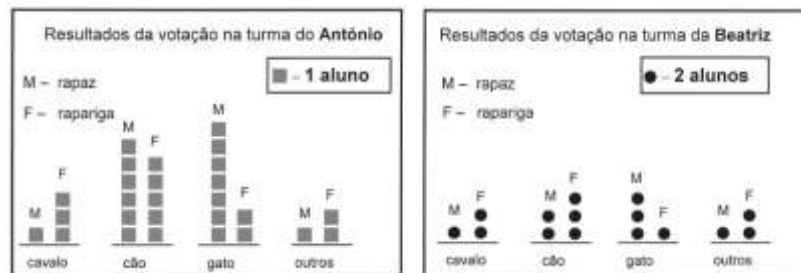 Resultados da votação na turma do António
■ – 1 aluno
M – rapaz
F – rapariga
M
F
M
F
M
F
M
F
cavalo
cão
gato
outros
Resultados da votação na turma da Beatriz
● – 2 alunos
M – rapaz
F – rapariga
M
F
M
F
M
F
M
F
cavalo
cão
gato
outros